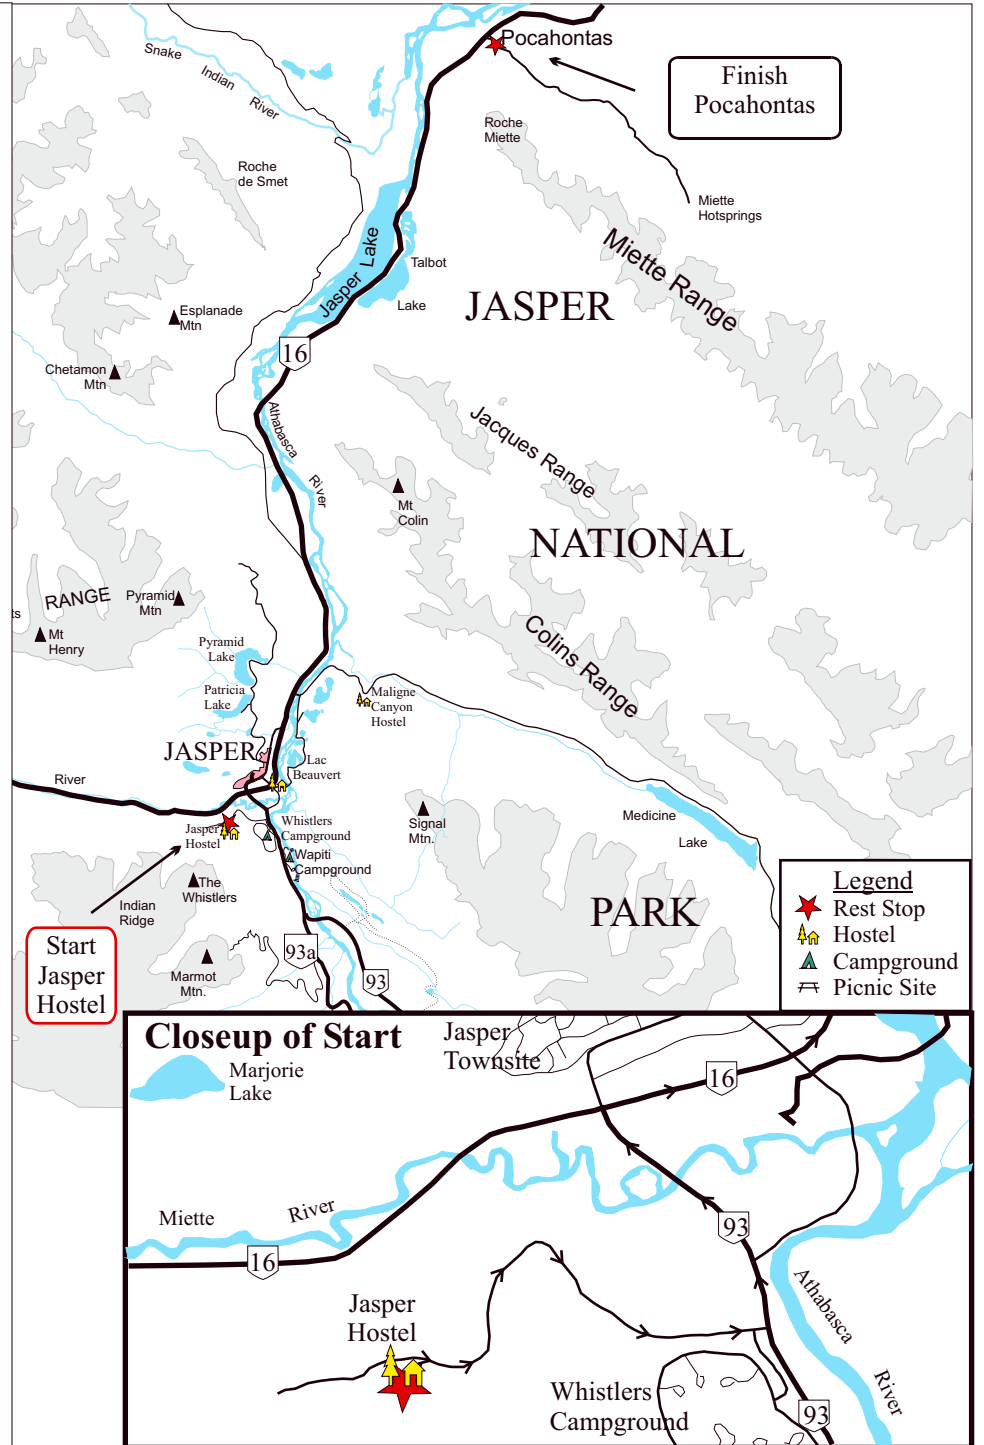 Pocahontas
Finish
Pocahontas
Snake
Indian
River
Roche
Miette
Roche
de Smet
Miette
Hotsprings
Miette Range
Jasper Lake
Talbot
Lake
JASPER
Esplanade
Mtn
16
Chetamon
Mtn
Athabasca
River
Jacques Range
Mt
Colin
NATIONAL
RANGE
Pyramid
Mtn
ts
Mt
Henry
Colins Range
Pyramid
Lake
Patricia
Lake
Maligne
Canyon
Hostel
JASPER
Lac
Beauvert
River
Medicine
Lake
Jasper
Hostel
Whistlers
Campground
Signal
Mtn.
Wapiti
Campground
The
Whistlers
Indian
Ridge
PARK
Start
Jasper
Hostel
Marmot
Mtn.
93a
93
Legend
Rest Stop
Hostel
Campground
Picnic Site
Closeup of Start
Jasper
Townsite
Marjorie
Lake
16
Miette
River
16
93
Athabasca
River
Jasper
Hostel
Whistlers
Campground
93